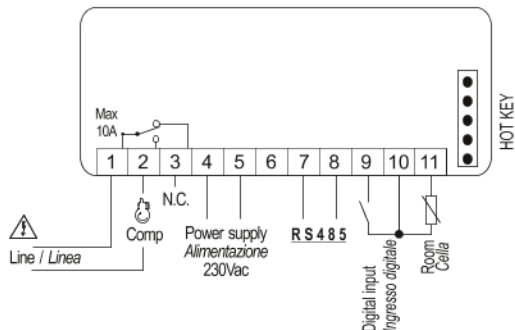 Max
10A
HOT KEY
1 2 3 4 5 6 7 8 9 10 11
N.C.
Comp
Line / Linea
Power supply
Alimentazione
230Vac
RS485
Digital input
Ingresso digitale
Room
Cella